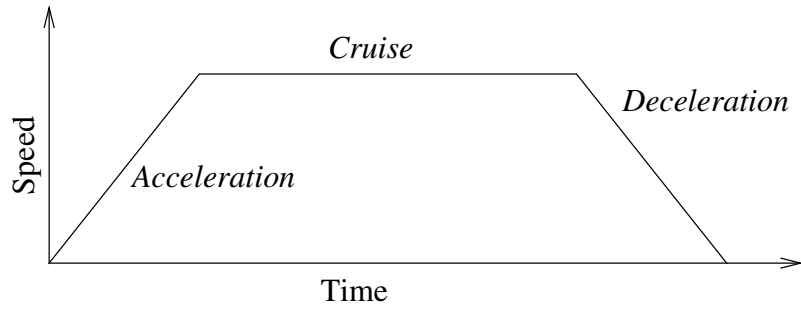 Cruise
Deceleration
Acceleration
Speed
Time